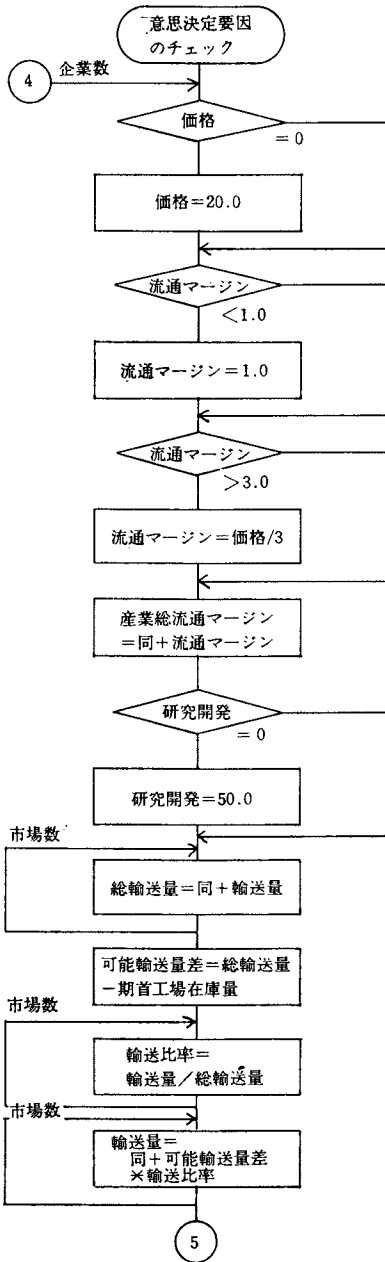 意思決定要因
のチェック
4
企業数
価格
=0
価格=20.0
流通マージン
<1.0
流通マージン=1.0
流通マージン
>3.0
流通マージン=価格/3
産業総流通マージン
=同+流通マージン
研究開発
=0
研究開発=50.0
市場数
総輸送量=同+輸送量
可能輸送量差=総輸送量
-期首工場在庫量
市場数
輸送比率=
輸送量/総輸送量
市場数
輸送量=
同+可能輸送量差
*輸送比率
5